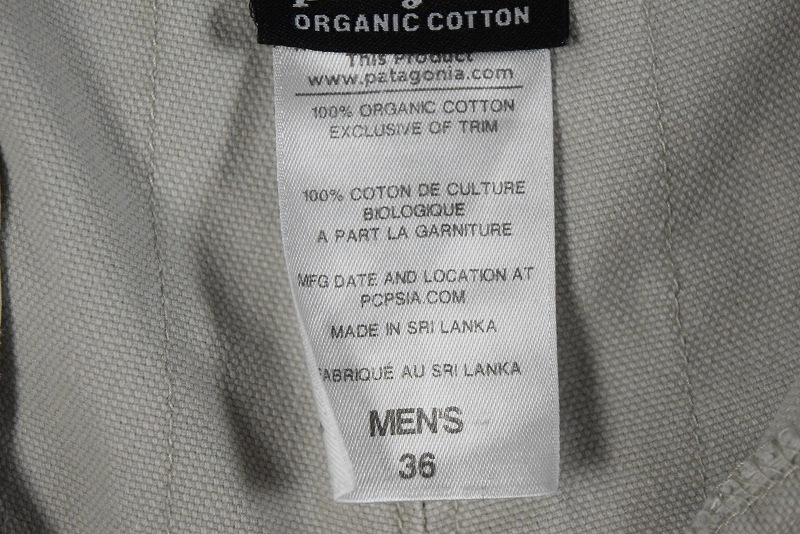 ORGANIC COTTON
This Product
www.patagonia.com
100% ORGANIC COTTON
EXCLUSIVE OF TRIM
100% COTON DE CULTURE
BIOLOGIQUE
A PART LA GARNITURE
MFG DATE AND LOCATION AT
PCPSIA.COM
MADE IN SRI LANKA
FABRIQUÉ AU SRI LANKA
MEN'S
36